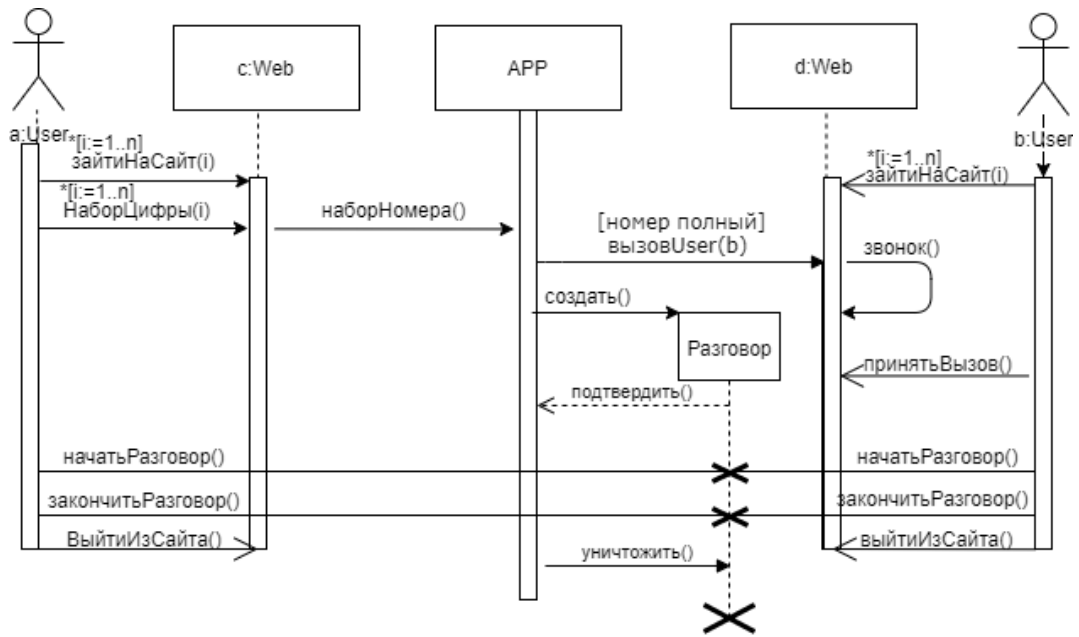 c:Web
APP
d:Web
a:User
b:User
*[i:=1..n]
зайтиНаСайт(i)
*[i:=1..n]
зайтиНаСайт(i)
*[i:=1..n]
НаборЦифры(i)
наборНомера()
[номер полный]
вызовUser(b)
звонок()
создать()
Разговор
принятьВызов()
подтвердить()
начатьРазговор()
начатьРазговор()
закончитьРазговор()
закончитьРазговор()
ВыйтиИзСайта()
выйтиИзСайта()
уничтожить()